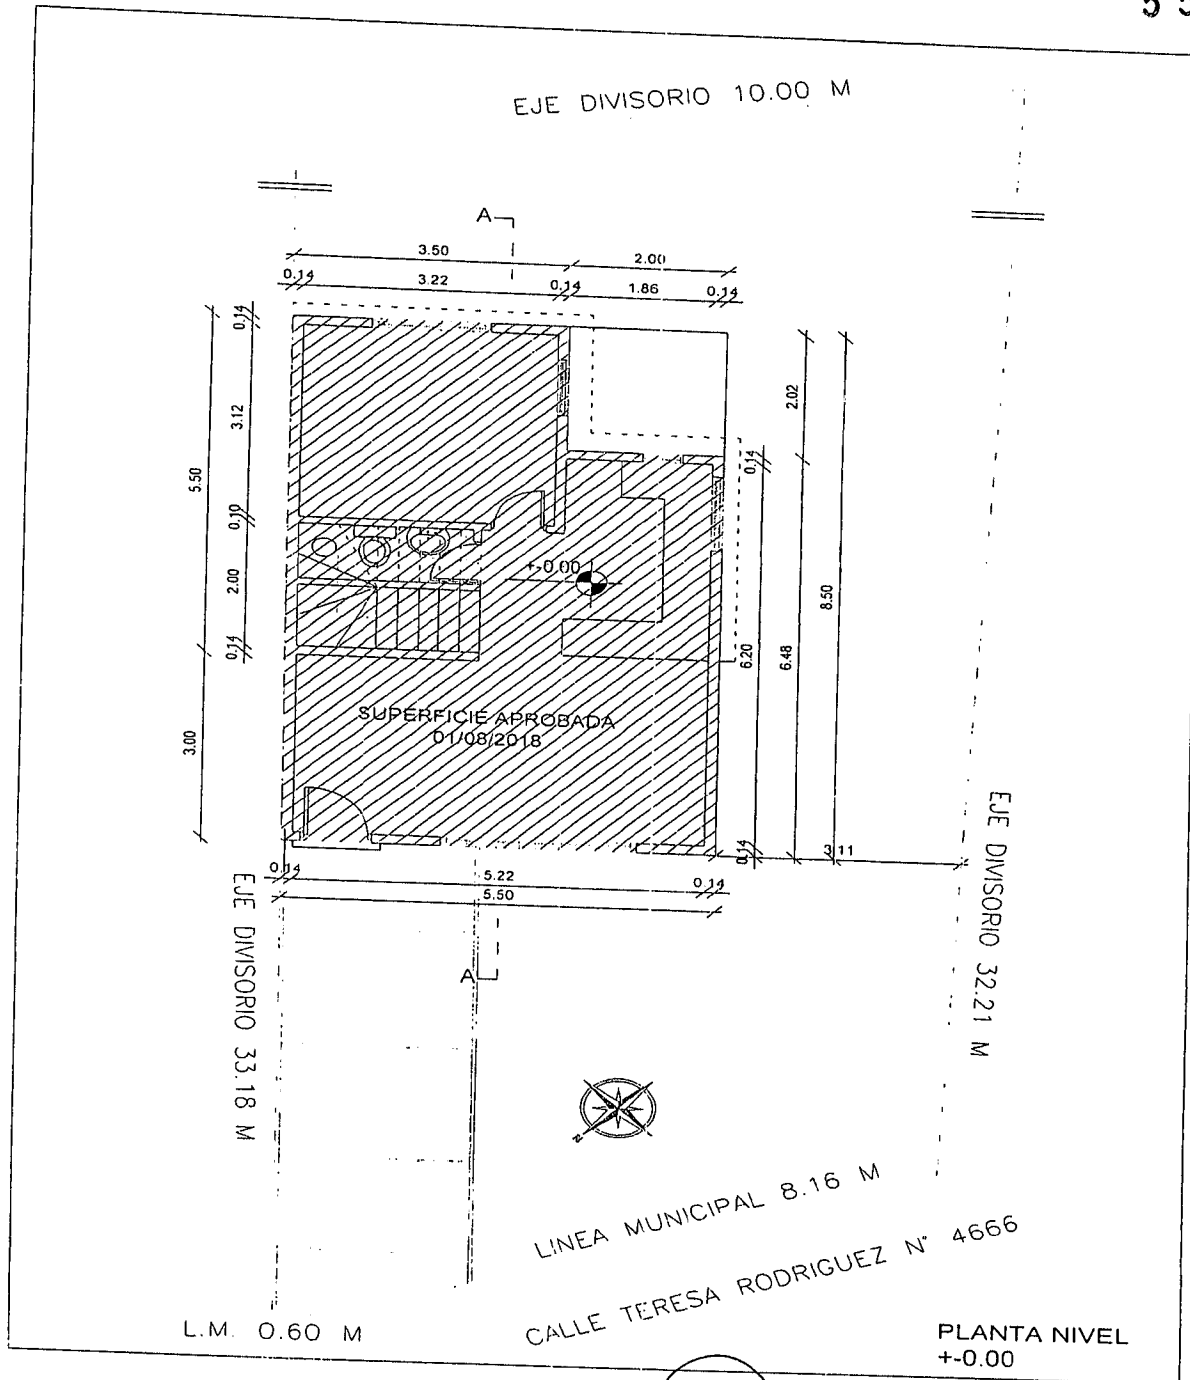 EJE DIVISORIO 10.00 M
A
3.50
2.00
0.14
3.22
0.14
1.86
0.14
0.14
3.12
5.50
0.10
2.00
0.14
3.00
2.02
0.14
8.50
6.20
6.48
+-0.00
SUPERFICIE APROBADA
01/08/2018
0.14
3.11
0.14
5.22
0.14
5.50
A
EJE DIVISORIO 33.18 M
EJE DIVISORIO 32.21 M
N
LINEA MUNICIPAL 8.16 M
CALLE TERESA RODRIGUEZ N° 4666
L.M. 0.60 M
PLANTA NIVEL
+-0.00